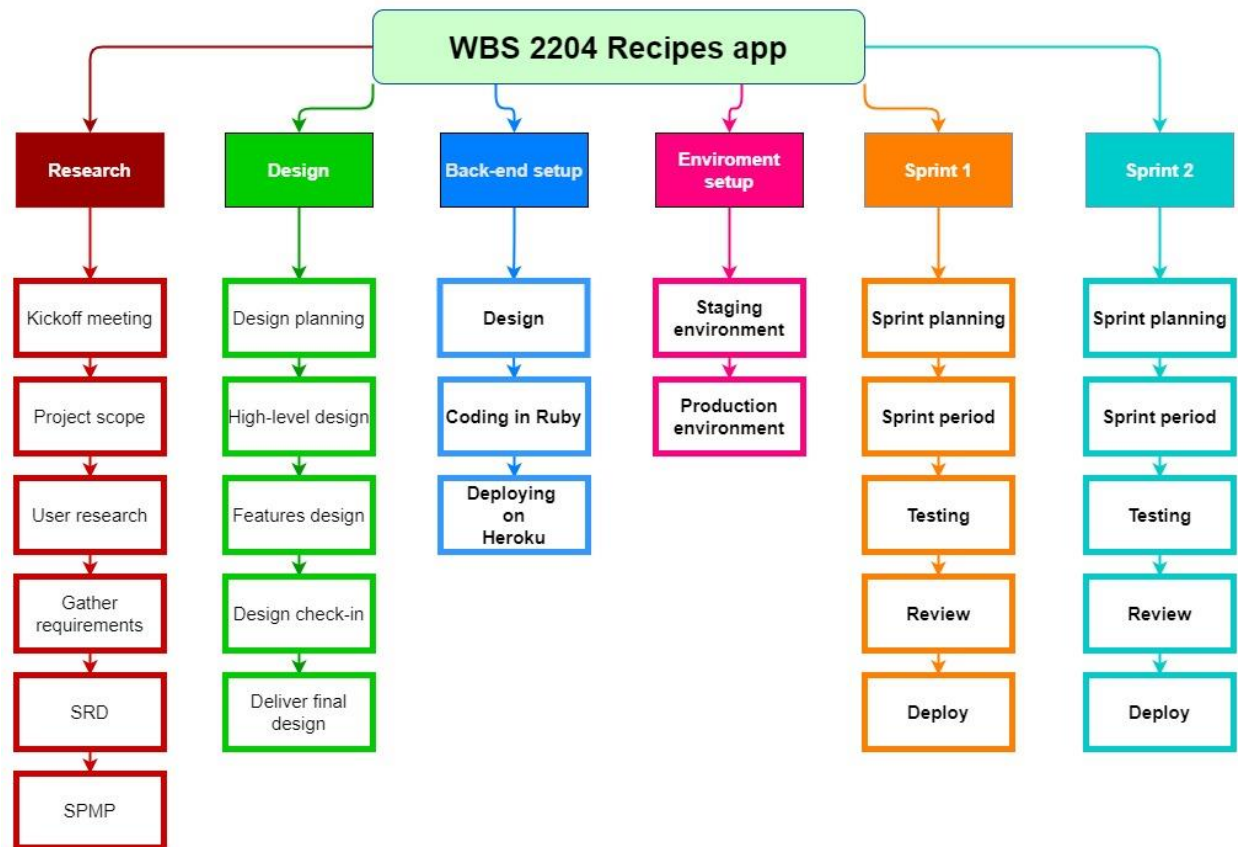 WBS 2204 Recipes app
Research
Design
Back-end setup
Enviroment
setup
Sprint 1
Sprint 2
Kickoff meeting
Project scope
User research
Gather
requirements
SRD
SPMP
Design planning
High-level design
Features design
Design check-in
Deliver final
design
Design
Coding in Ruby
Deploying
on
Heroku
Staging
environment
Production
environment
Sprint planning
Sprint period
Testing
Review
Deploy
Sprint planning
Sprint period
Testing
Review
Deploy